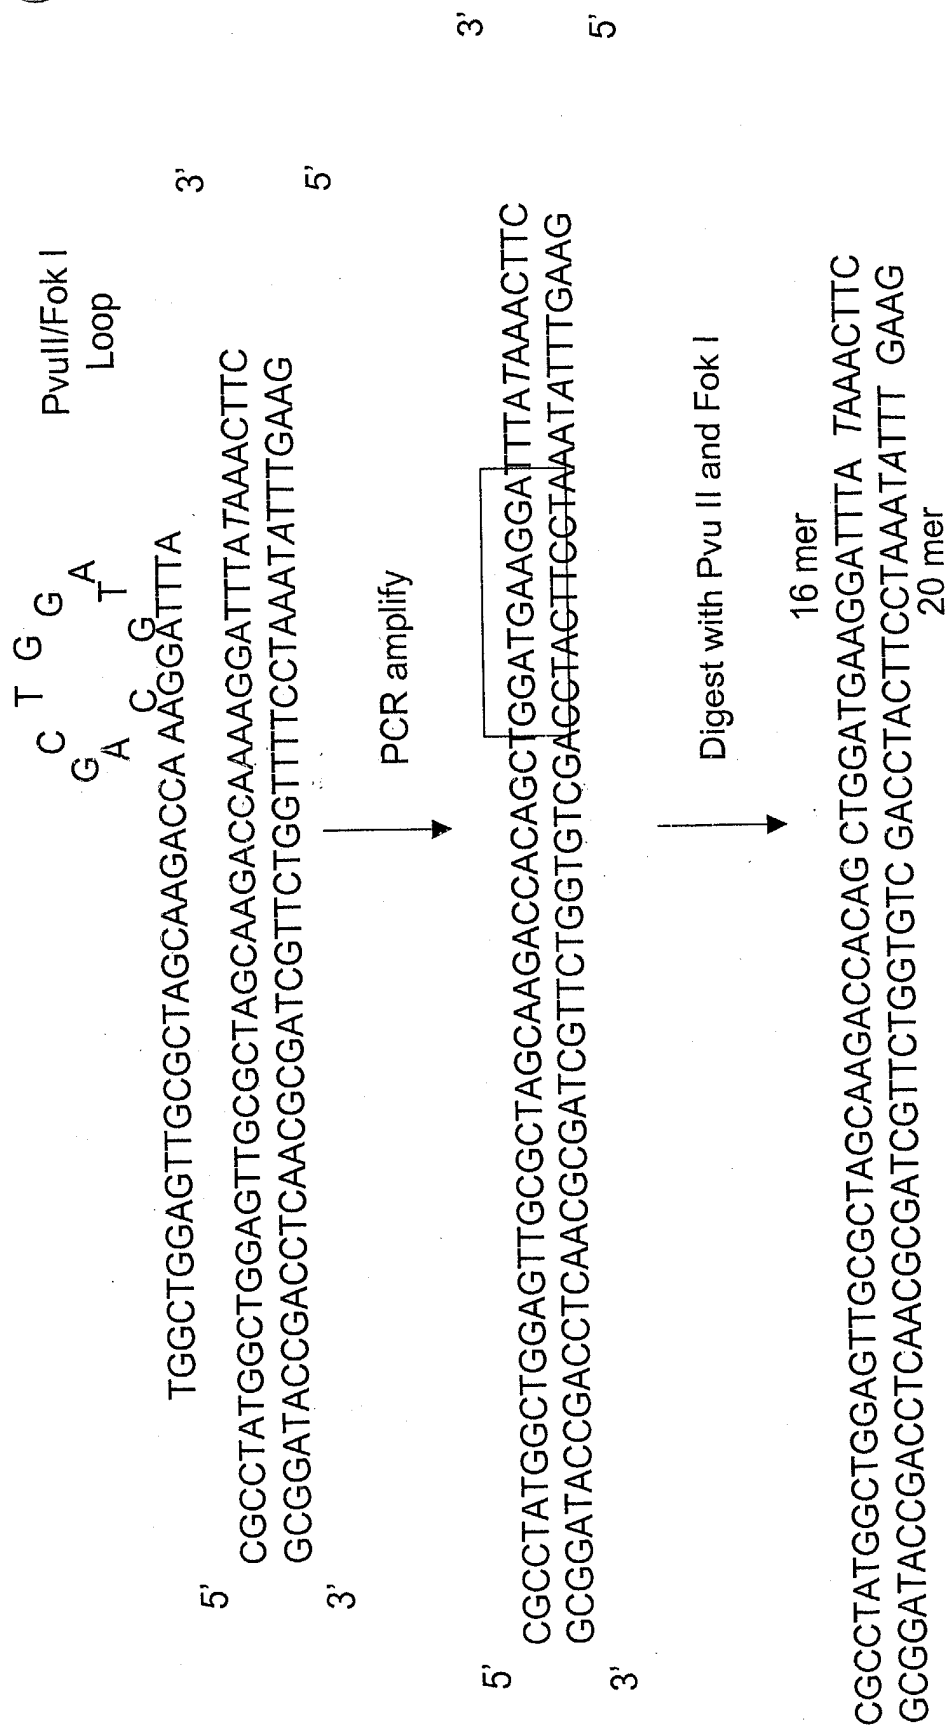 PvuII/Fok I
Loop
T G
C G
G A
A T
C G
TGGCTGGAGTTGCGCTAGCAAGACCA AAGGATTTA
5' 3'
CGCCTATGGCTGGAGTTGCGCTAGCAAGACCAAAAGGATTTATAAACTTC
GCGGATACCGACCTCAACGCGATCGTTCTGGTTTTCCTAAATATTTGAAG
3' 5'
PCR amplify
5' 3'
CGCCTATGGCTGGAGTTGCGCTAGCAAGACCACAGCTGGATGAAGGATTTATAAACTTC
GCGGATACCGACCTCAACGCGATCGTTCTGGTGTCGACCTACTTCCTAAATATTTGAAG
3' 5'
Digest with Pvu II and Fok I
16 mer
CGCCTATGGCTGGAGTTGCGCTAGCAAGACCACAG CTGGATGAAGGATTTA TAAACTTC
GCGGATACCGACCTCAACGCGATCGTTCTGGTGTC GACCTACTTCCTAAATATTT GAAG
20 mer